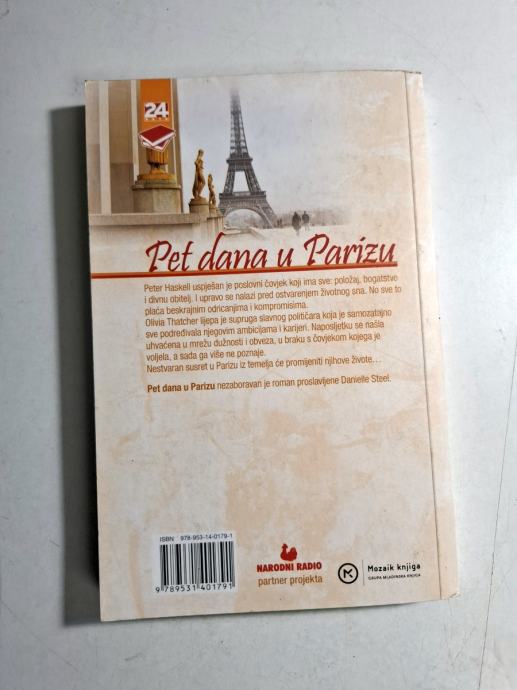 24
sata
Pet dana u Parizu
Peter Haskell uspješan je poslovni čovjek koji ima sve: položaj, bogatstvo
i divnu obitelj. I upravo se nalazi pred ostvarenjem životnog sna. No sve to
plaća beskrajnim odricanjima i kompromisima.
Olivia Thatcher lijepa je supruga slavnog političara koja je samozatajno
sve podređivala njegovim ambicijama i karijeri. Naposljetku se našla
uhvaćena u mrežu dužnosti i obveza, u braku s čovjekom kojega je
voljela, a sada ga više ne poznaje.
Nestvaran susret u Parizu iz temelja će promijeniti njihove živote...
Pet dana u Parizu nezaboravan je roman proslavljene Danielle Steel.
ISBN 978-953-14-0179-1
9 789531 401791
NARODNI RADIO
partner projekta
Mozaik knjiga
GRUPA MLADINSKA KNJIGA